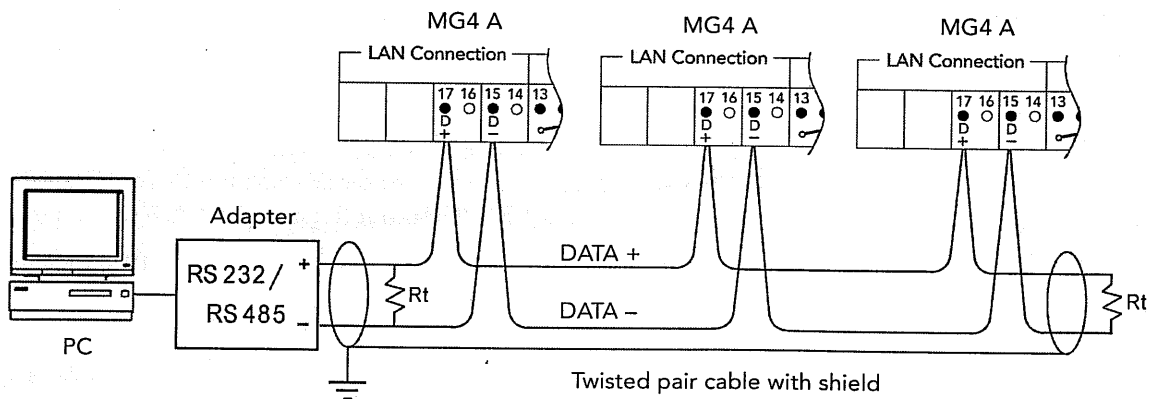 MG4 A
LAN Connection
17 16 15 14 13
D + D −
MG4 A
LAN Connection
17 16 15 14 13
D + D −
MG4 A
LAN Connection
17 16 15 14 13
D + D −
Adapter
RS 232 /
RS 485
+
−
PC
Rt
DATA +
DATA −
Rt
Twisted pair cable with shield